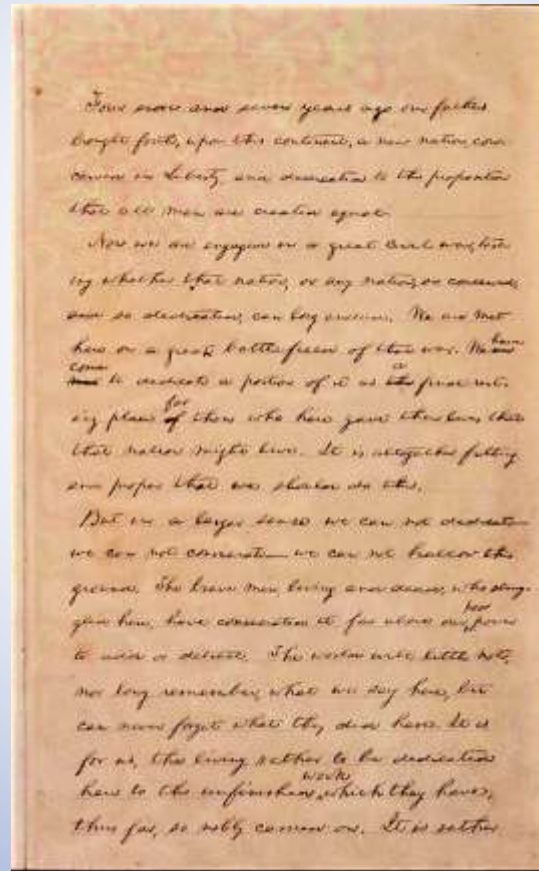 Four score and seven years ago our fathers
brought forth, upon this continent, a new nation, con-
ceived in Liberty, and dedicated to the proposition
that all men are created equal.
Now we are engaged in a great civil war, test-
ing whether that nation, or any nation, so conceived,
and so dedicated, can long endure. We are met
here on a great battle-field of that war. We are have
come
met to dedicate a portion of it as the a final rest-
ing place of for those who here gave their lives that
that nation might live. It is altogether fitting
and proper that we should do this.
But in a larger sense we can not dedicate—
we can not consecrate—we can not hallow this
ground. The brave men, living and dead, who strug-
gled here, have consecrated it far above our poor power
to add or detract. The world will little note,
nor long remember, what we say here, but
can never forget what they did here. It is
for us, the living, rather to be dedicated
here to the unfinished work which they have,
thus far, so nobly carried on. It is rather